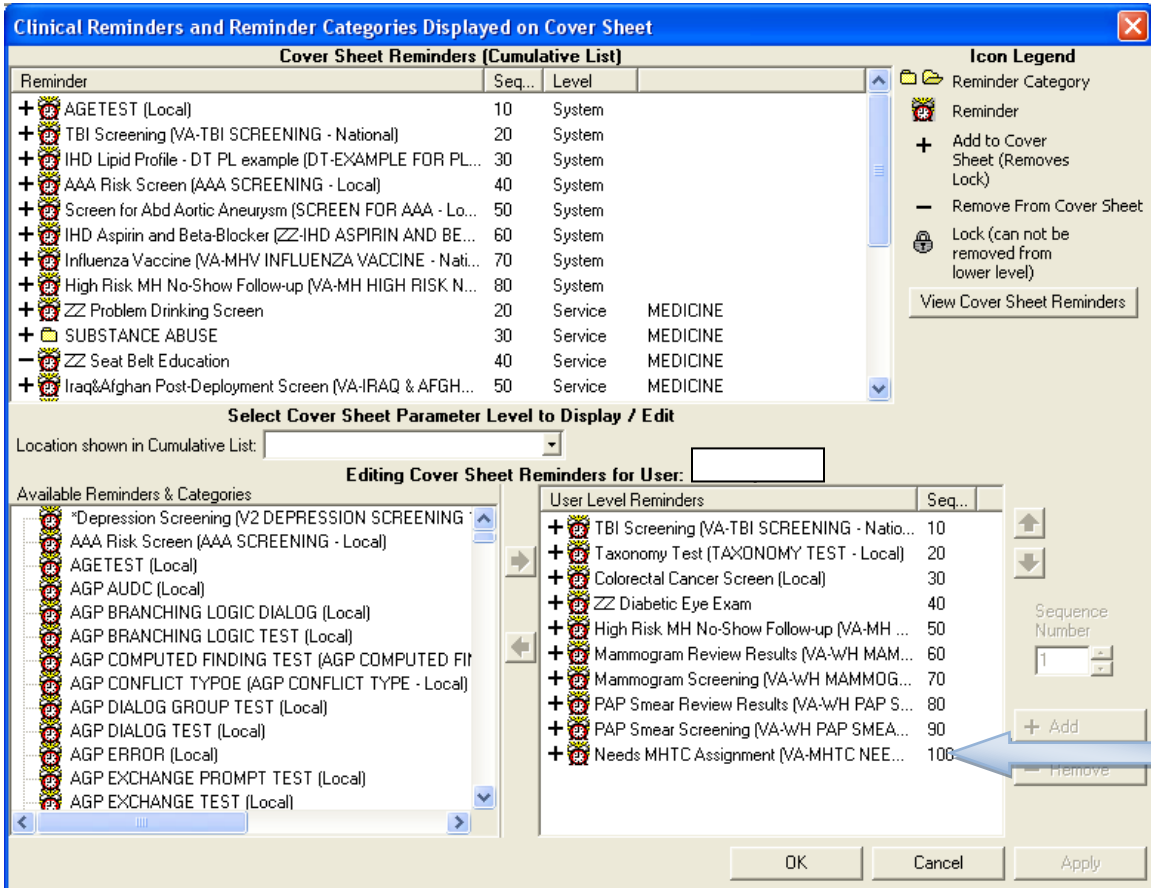 Clinical Reminders and Reminder Categories Displayed on Cover Sheet
Cover Sheet Reminders (Cumulative List)
Reminder Seq... Level
AGETEST (Local) 10 System
TBI Screening (VA-TBI SCREENING - National) 20 System
IHD Lipid Profile - DT PL example (DT-EXAMPLE FOR PL... 30 System
AAA Risk Screen (AAA SCREENING - Local) 40 System
Screen for Abd Aortic Aneurysm (SCREEN FOR AAA - Lo... 50 System
IHD Aspirin and Beta-Blocker (ZZ-IHD ASPIRIN AND BE... 60 System
Influenza Vaccine (VA-MHV INFLUENZA VACCINE - Nati... 70 System
High Risk MH No-Show Follow-up (VA-MH HIGH RISK N... 80 System
ZZ Problem Drinking Screen 20 Service MEDICINE
SUBSTANCE ABUSE 30 Service MEDICINE
ZZ Seat Belt Education 40 Service MEDICINE
Iraq&Afghan Post-Deployment Screen (VA-IRAQ & AFGH... 50 Service MEDICINE
Icon Legend
Reminder Category
Reminder
+ Add to Cover
Sheet (Removes
Lock)
– Remove From Cover Sheet
Lock (can not be
removed from
lower level)
View Cover Sheet Reminders
Select Cover Sheet Parameter Level to Display / Edit
Location shown in Cumulative List:
Editing Cover Sheet Reminders for User:
Available Reminders & Categories
*Depression Screening (V2 DEPRESSION SCREENING
AAA Risk Screen (AAA SCREENING - Local)
AGETEST (Local)
AGP AUDC (Local)
AGP BRANCHING LOGIC DIALOG (Local)
AGP BRANCHING LOGIC TEST (Local)
AGP COMPUTED FINDING TEST (AGP COMPUTED FI
AGP CONFLICT TYPOE (AGP CONFLICT TYPE - Local)
AGP DIALOG GROUP TEST (Local)
AGP DIALOG TEST (Local)
AGP ERROR (Local)
AGP EXCHANGE PROMPT TEST (Local)
AGP EXCHANGE TEST (Local)
User Level Reminders Seq...
+ TBI Screening (VA-TBI SCREENING - Natio... 10
+ Taxonomy Test (TAXONOMY TEST - Local) 20
+ Colorectal Cancer Screen (Local) 30
+ ZZ Diabetic Eye Exam 40
+ High Risk MH No-Show Follow-up (VA-MH ... 50
+ Mammogram Review Results (VA-WH MAM... 60
+ Mammogram Screening (VA-WH MAMMOG... 70
+ PAP Smear Review Results (VA-WH PAP S... 80
+ PAP Smear Screening (VA-WH PAP SMEA... 90
+ Needs MHTC Assignment (VA-MHTC NEE... 100
Sequence
Number
1
+ Add
– Remove
OK Cancel Apply